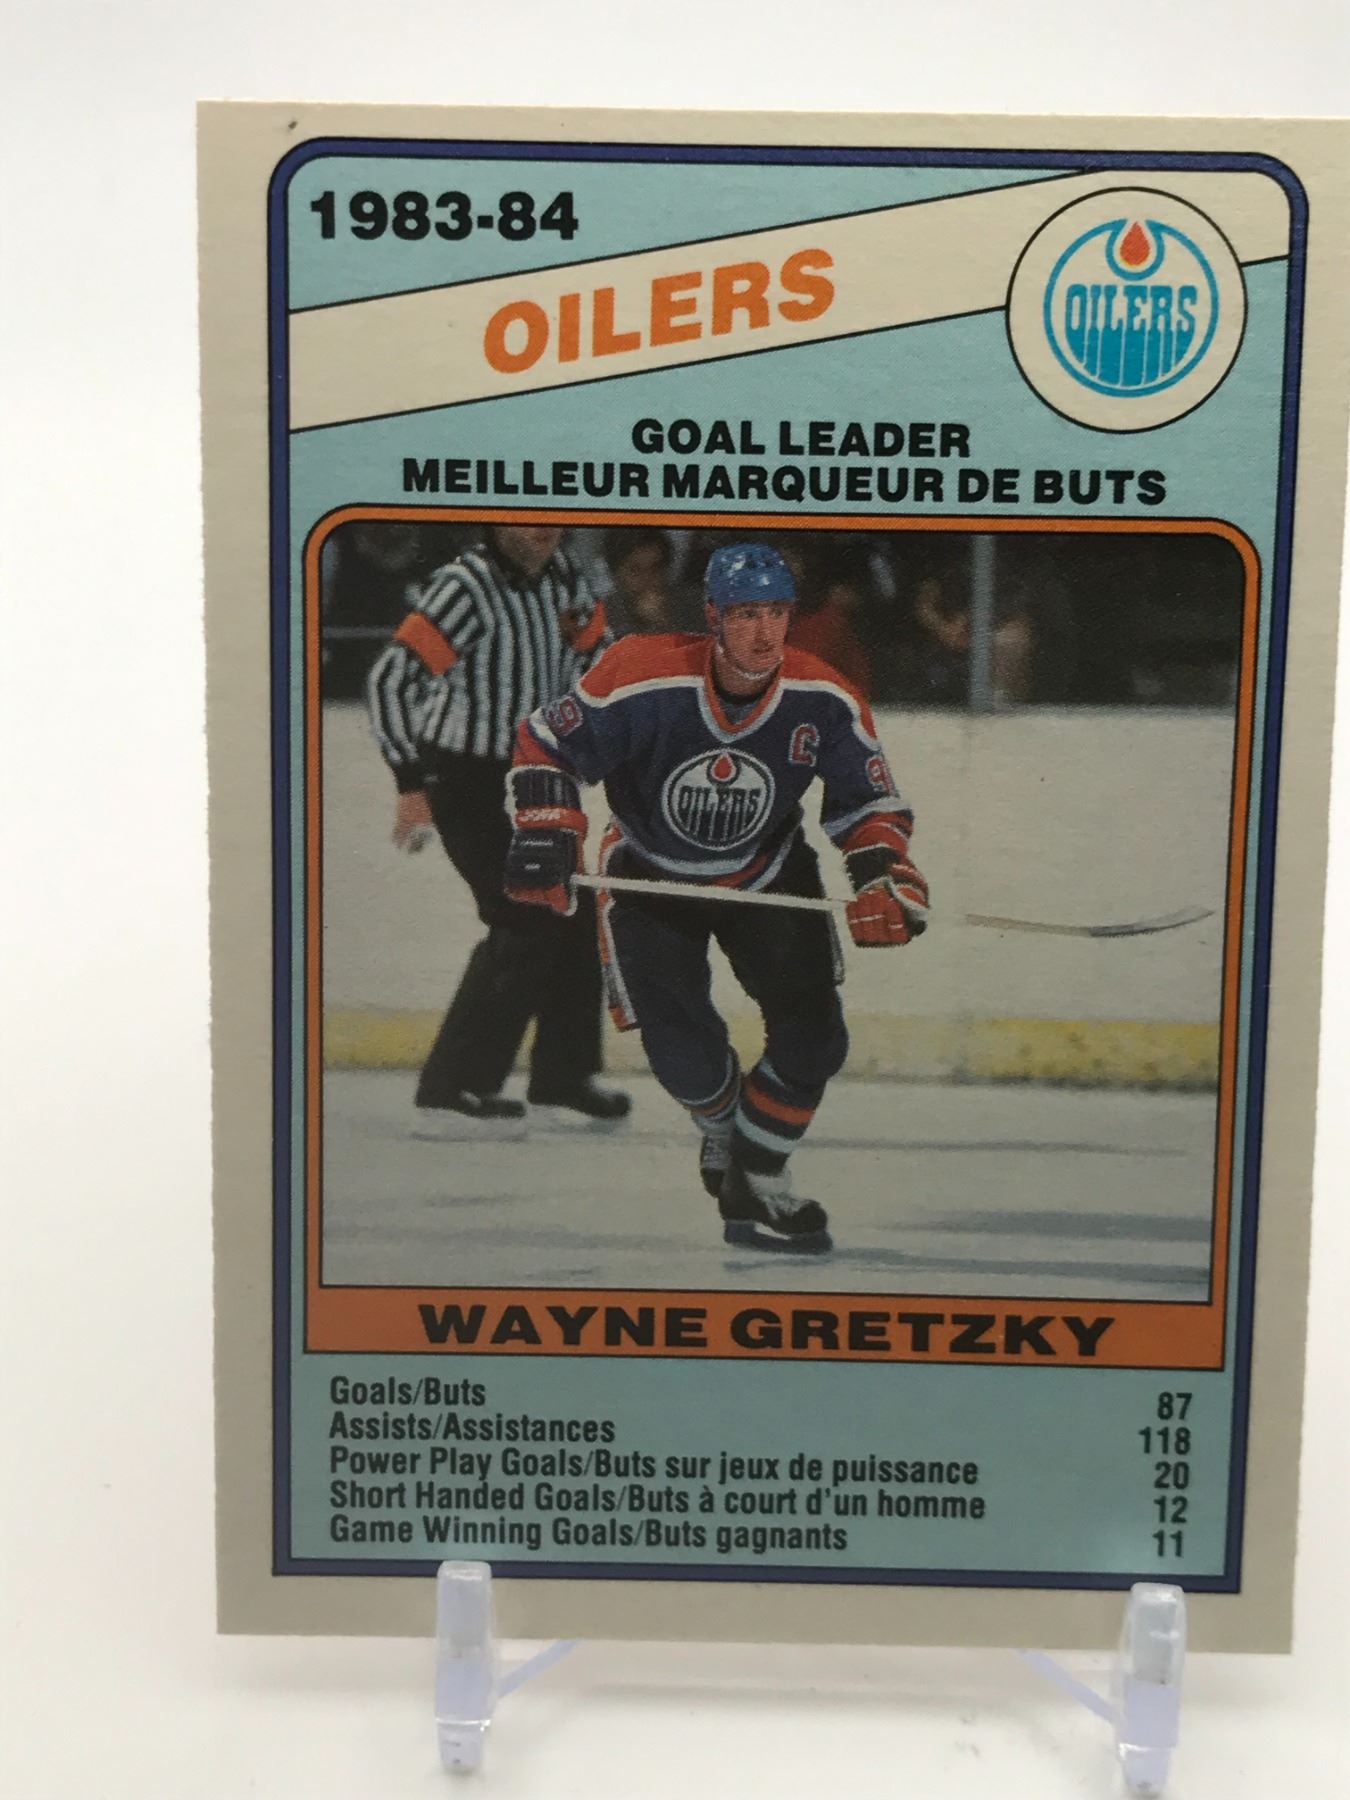 1983-84
OILERS
OILERS
GOAL LEADER
MEILLEUR MARQUEUR DE BUTS
C
OILERS
WAYNE GRETZKY
Goals/Buts 87
Assists/Assistances 118
Power Play Goals/Buts sur jeux de puissance 20
Short Handed Goals/Buts à court d'un homme 12
Game Winning Goals/Buts gagnants 11